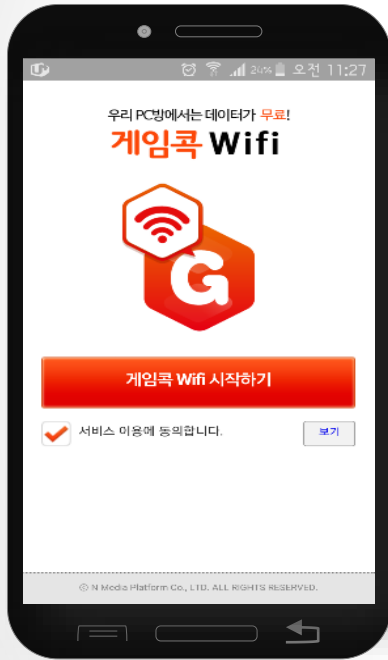 U+ 24% 오전 11:27
우리 PC방에서는 데이터가 무료!
게임콕 Wifi
G
게임콕 Wifi 시작하기
서비스 이용에 동의합니다.
보기
© N Media Platform Co., LTD. ALL RIGHTS RESERVED.